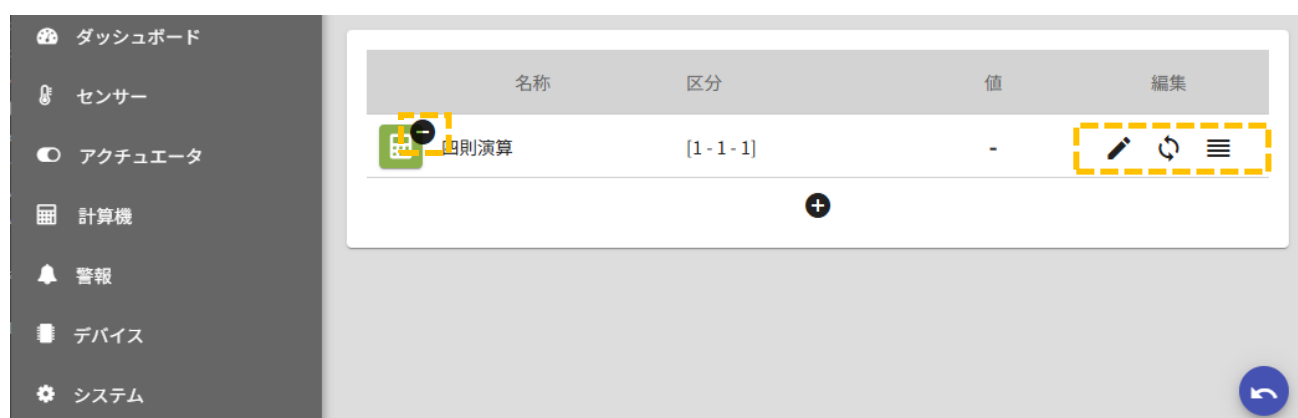 ダッシュボード
センサー
アクチュエータ
計算機
警報
デバイス
システム
名称 区分 値 編集
四則演算 [1 - 1 - 1] -